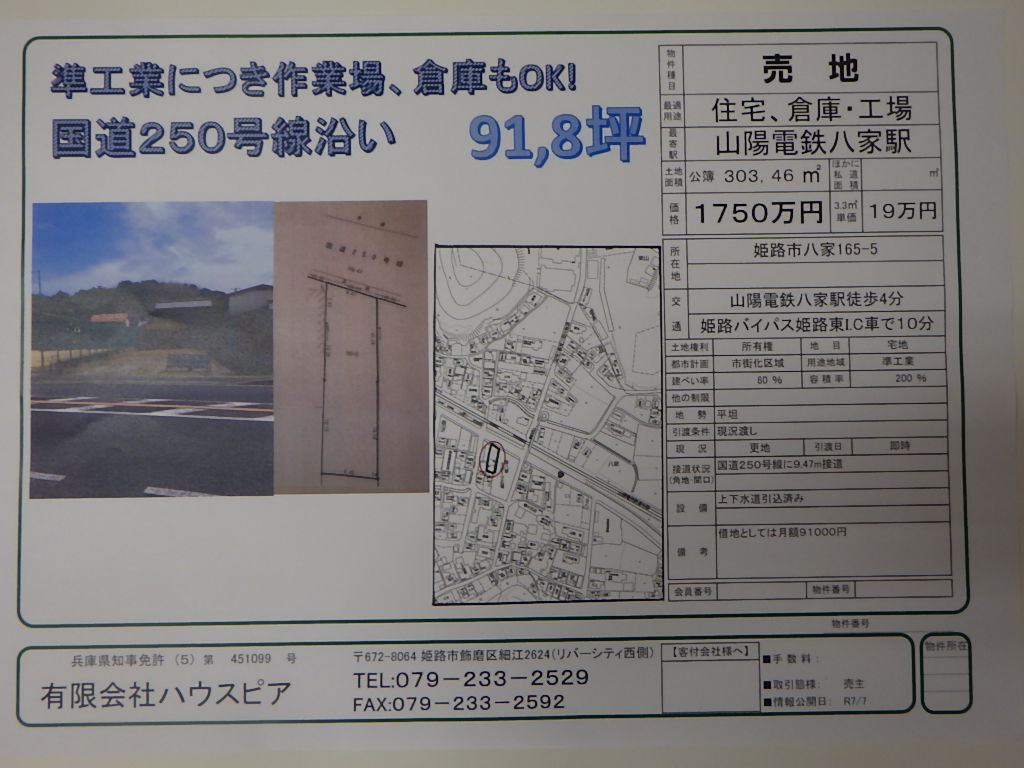 準工業につき作業場、倉庫もOK!
国道250号線沿い
91,8坪
物件種目 売 地
最適用途 住宅、倉庫・工場
最寄駅 山陽電鉄八家駅
土地面積 公簿 303, 46 ㎡ ほかに私道面積 ㎡
価格 1750万円 3.3㎡単価 19万円
国道250号線
所在地 姫路市八家165-5
交通 山陽電鉄八家駅徒歩4分
姫路バイパス姫路東I.C車で10分
土地権利 所有権 地目 宅地
都市計画 市街化区域 用途地域 準工業
建ぺい率 60 % 容積率 200 %
他の制限
地勢 平坦
引渡条件 現況渡し
現況 更地 引渡日 即時
接道状況(角地・間口) 国道250号線に9.47m接道
設備 上下水道引込済み
備考 借地としては月額91000円
会員番号 物件番号
物件番号
兵庫県知事免許 (5) 第 451099 号
有限会社ハウスピア
〒672-8064 姫路市飾磨区細江2624(リバーシティ西側)
TEL:079-233-2529
FAX:079-233-2592
【客付会社様へ】
■手数料:
■取引態様: 売主
■情報公開日: R7/7
物件所在